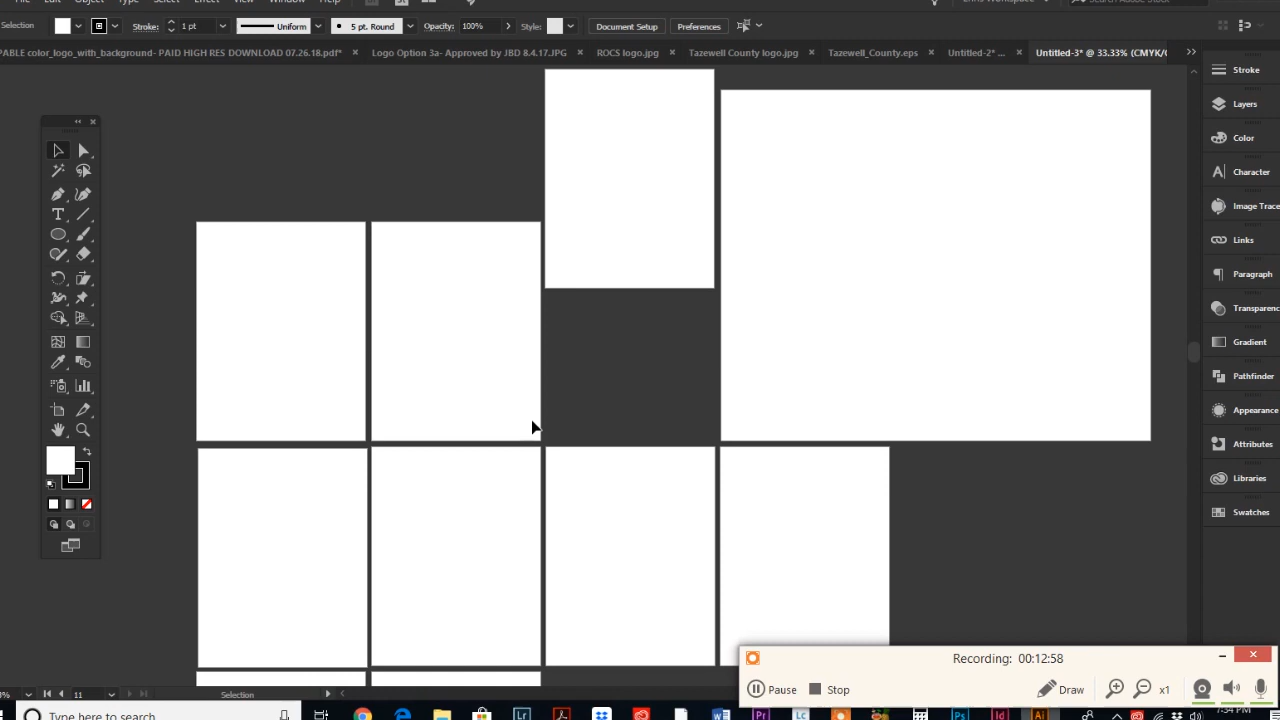 Selection
Stroke: 1 pt Uniform 5 pt. Round Opacity: 100% Style: Document Setup Preferences
PABLE color_logo_with_background- PAID HIGH RES DOWNLOAD 07.26.18.pdf* × Logo Option 3a- Approved by JBD 8.4.17.JPG × ROCS logo.jpg × Tazewell County logo.jpg × Tazewell_County.eps × Untitled-2* ... × Untitled-3* @ 33.33% (CMYK/
Stroke
Layers
Color
Character
Image Trace
Links
Paragraph
Transparenc
Gradient
Pathfinder
Appearance
Attributes
Libraries
Swatches
Recording: 00:12:58
Pause Stop Draw x1
11 Selection
Type here to search
7:54 PM